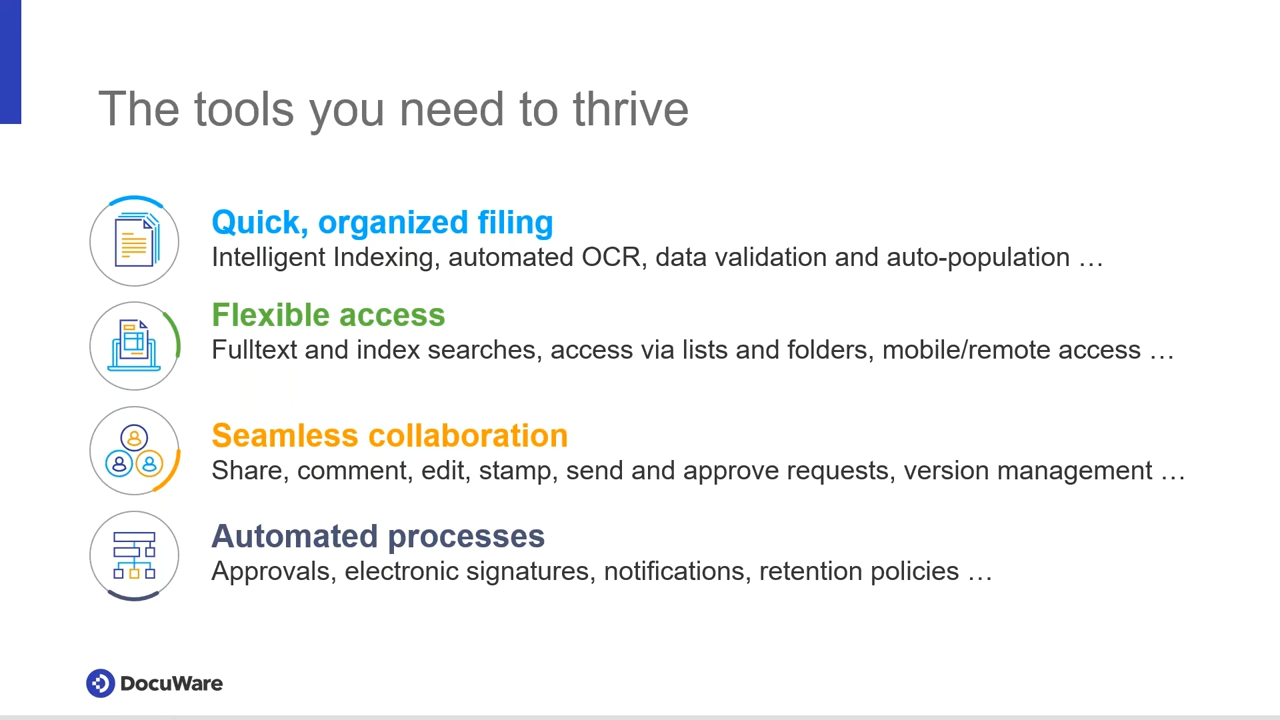 The tools you need to thrive
Quick, organized filing
Intelligent Indexing, automated OCR, data validation and auto-population …
Flexible access
Fulltext and index searches, access via lists and folders, mobile/remote access …
Seamless collaboration
Share, comment, edit, stamp, send and approve requests, version management …
Automated processes
Approvals, electronic signatures, notifications, retention policies …
DocuWare